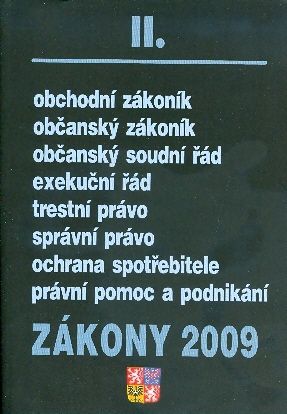 II.
obchodní zákoník
občanský zákoník
občanský soudní řád
exekuční řád
trestní právo
správní právo
ochrana spotřebitele
právní pomoc a podnikání
ZÁKONY 2009